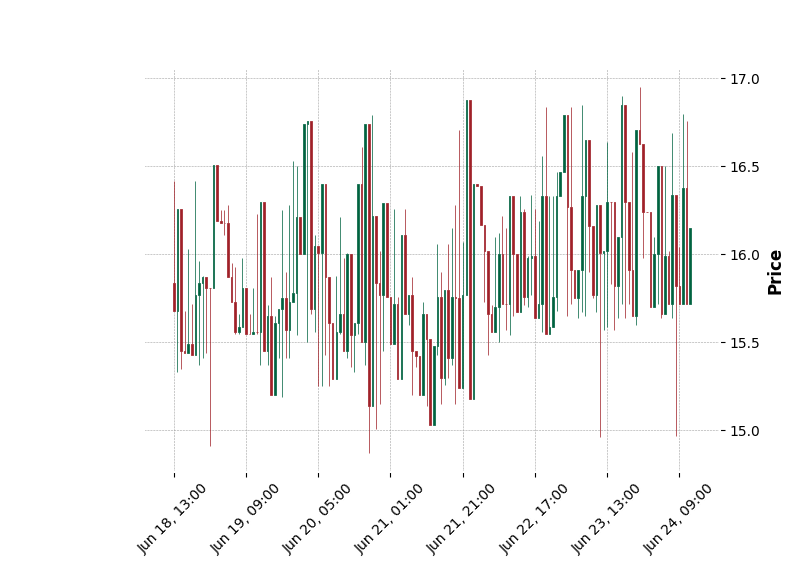 17.0
16.5
16.0
15.5
15.0
Price
Jun 18, 13:00
Jun 19, 09:00
Jun 20, 05:00
Jun 21, 01:00
Jun 21, 21:00
Jun 22, 17:00
Jun 23, 13:00
Jun 24, 09:00